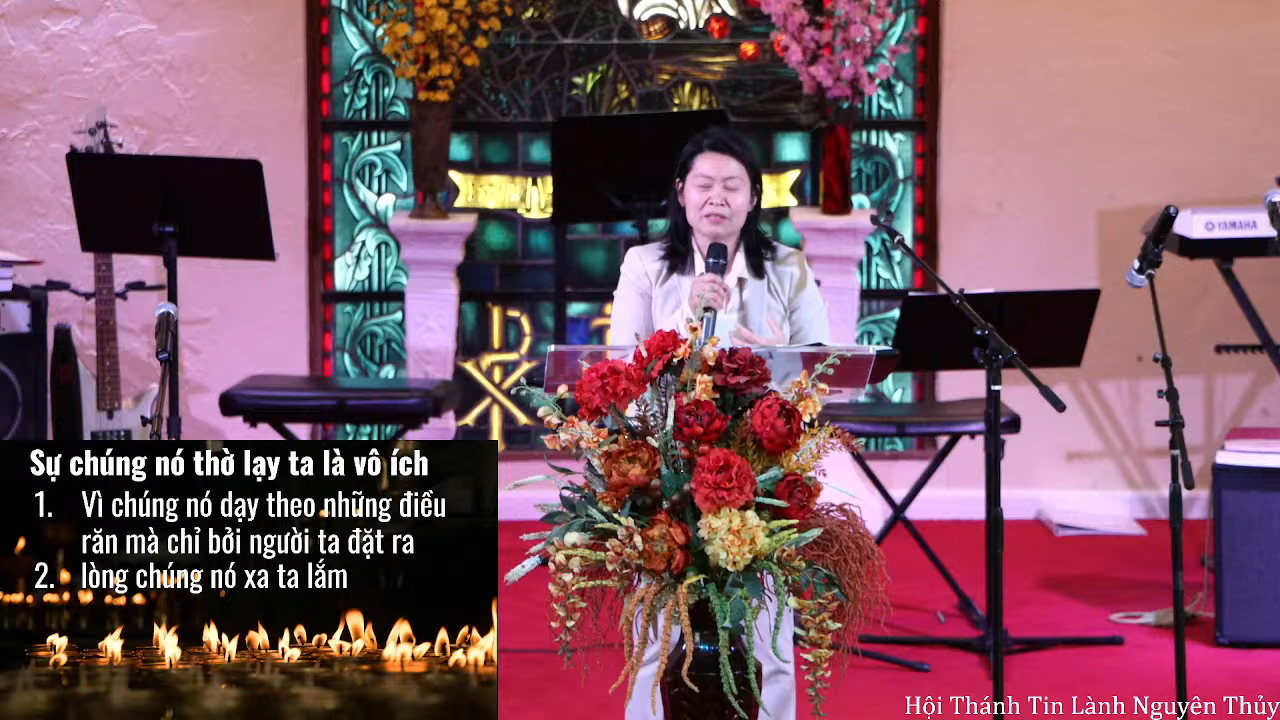 YAMAHA
Sự chúng nó thờ lạy ta là vô ích
1. Vì chúng nó dạy theo những điều
răn mà chỉ bởi người ta đặt ra
2. lòng chúng nó xa ta lắm
Hội Thánh Tin Lành Nguyên Thủy